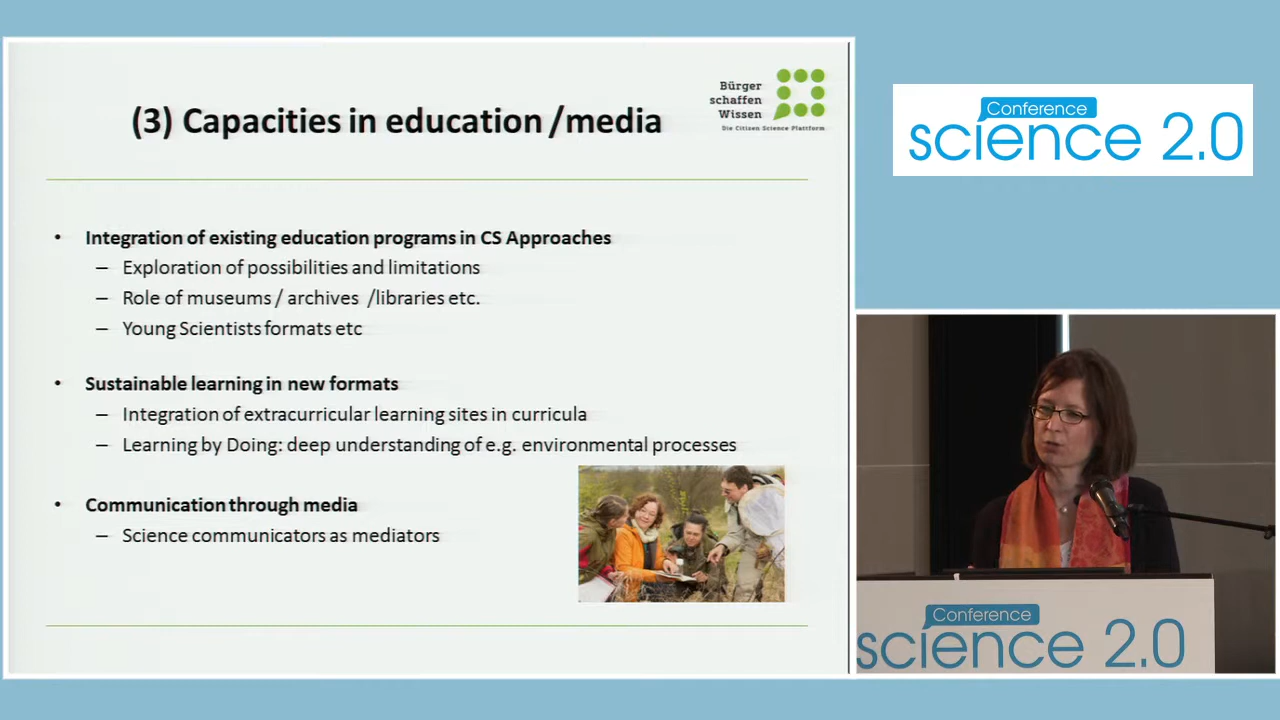 (3) Capacities in education /media
Bürger
schaffen
Wissen
Die Citizen Science Plattform
• Integration of existing education programs in CS Approaches
– Exploration of possibilities and limitations
– Role of museums / archives /libraries etc.
– Young Scientists formats etc
• Sustainable learning in new formats
– Integration of extracurricular learning sites in curricula
– Learning by Doing: deep understanding of e.g. environmental processes
• Communication through media
– Science communicators as mediators
Conference
science 2.0
Conference
science 2.0